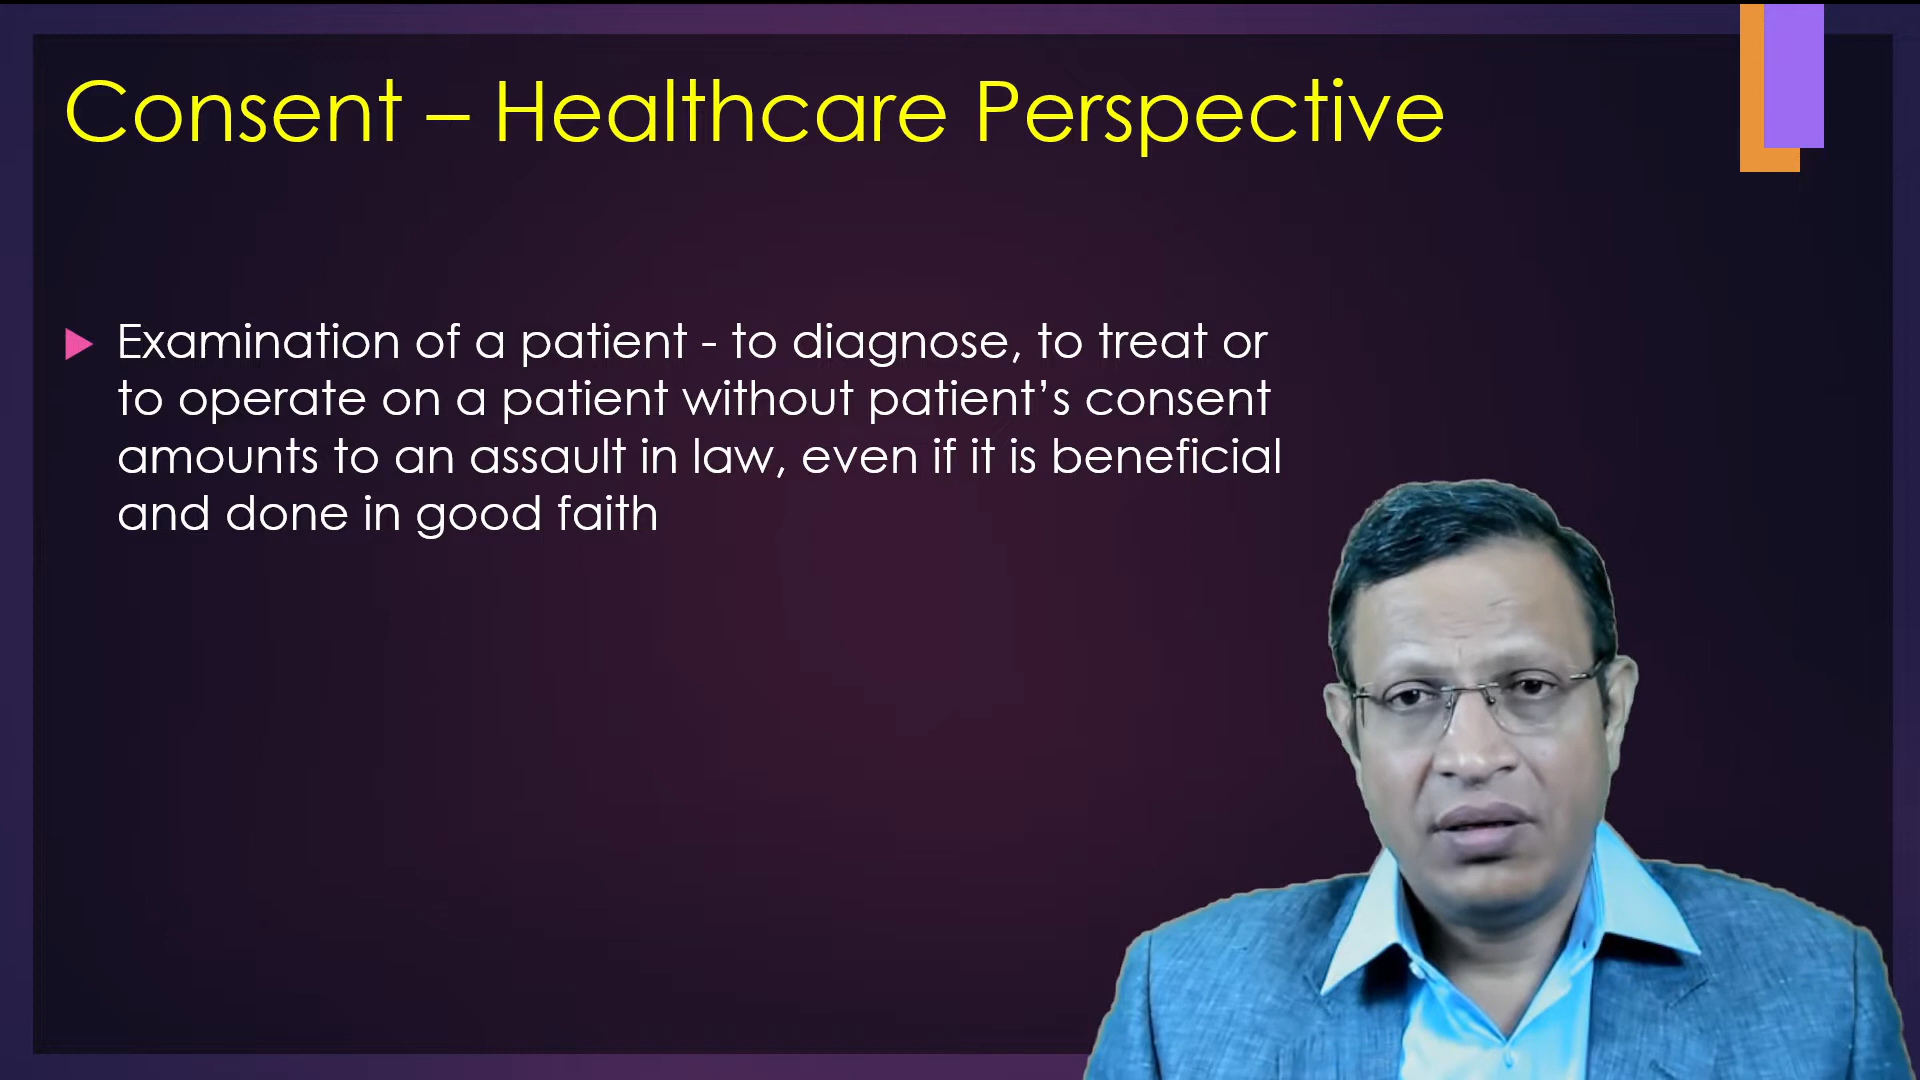 Consent – Healthcare Perspective
Examination of a patient - to diagnose, to treat or
to operate on a patient without patient’s consent
amounts to an assault in law, even if it is beneficial
and done in good faith